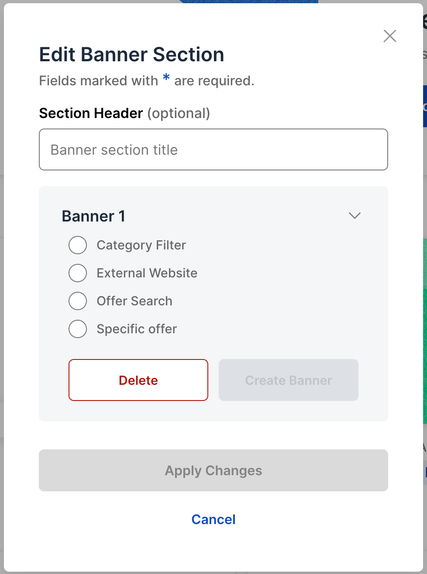 Edit Banner Section
Fields marked with * are required.
Section Header (optional)
Banner section title
Banner 1
Category Filter
External Website
Offer Search
Specific offer
Delete
Create Banner
Apply Changes
Cancel